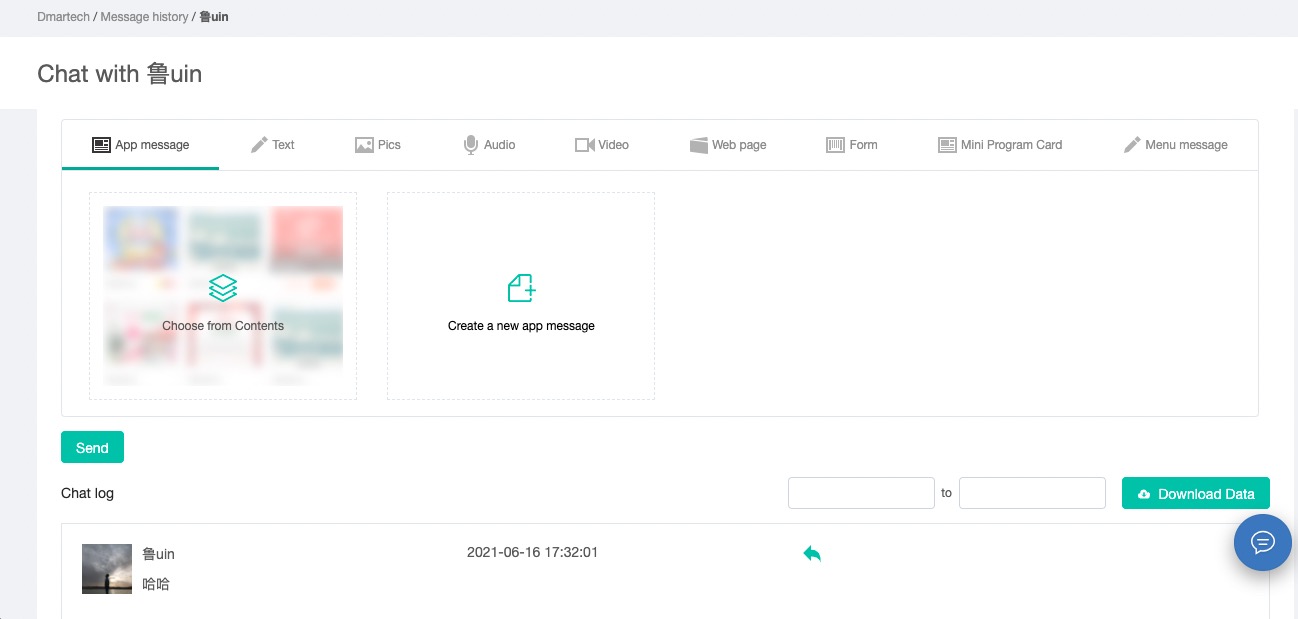 Dmartech / Message history / 鲁uin
Chat with 鲁uin
App message Text Pics Audio Video Web page Form Mini Program Card Menu message
Choose from Contents Create a new app message
Send
Chat log to Download Data
鲁uin 2021-06-16 17:32:01
哈哈